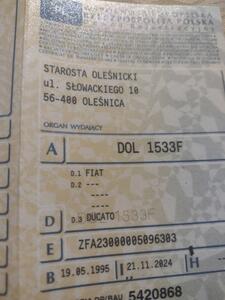 RZECZPOSPOLITA POLSKA
STAROSTA OLEŚNICKI
ul. SŁOWACKIEGO 10
56-400 OLEŚNICA
ORGAN WYDAJĄCY
A DOL 1533F
D.1 FIAT
D.2 ---
---
D D.3 DUCATO 1533F
E ZFA23000005096303
B 19.05.1995 I 21.11.2024 H
5420868